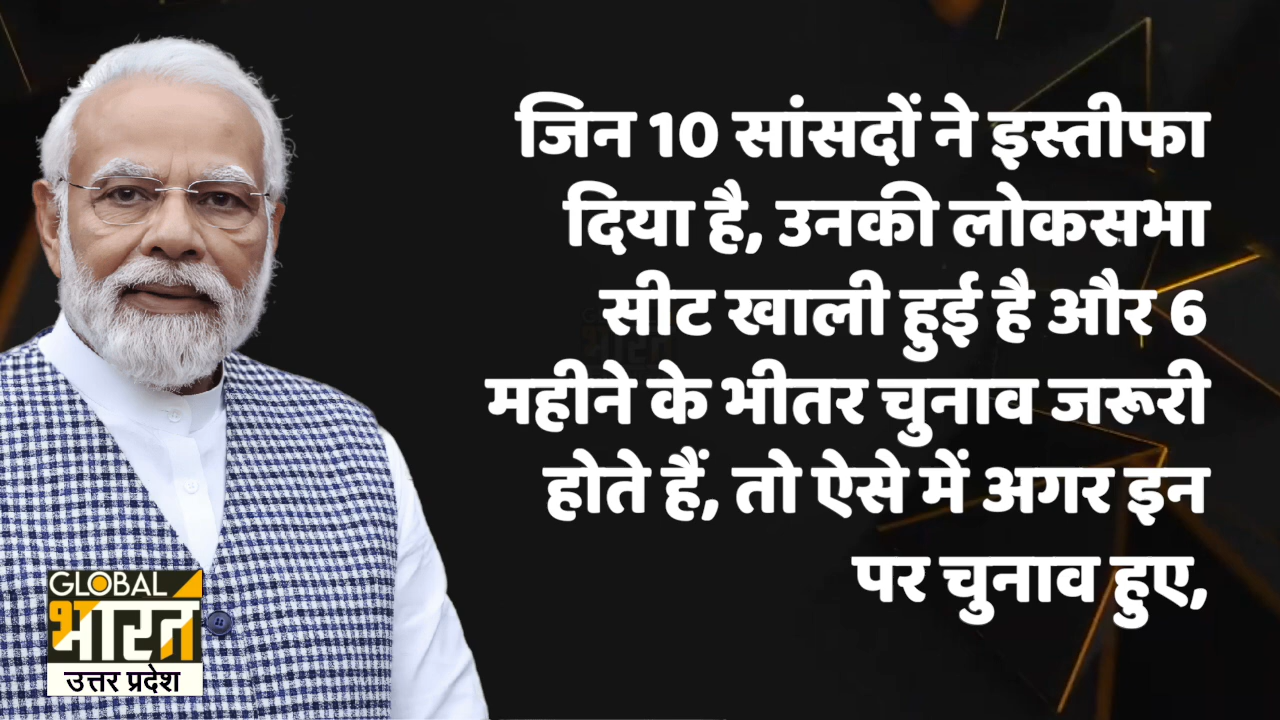 जिन 10 सांसदों ने इस्तीफा
दिया है, उनकी लोकसभा
सीट खाली हुई है और 6
महीने के भीतर चुनाव जरूरी
होते हैं, तो ऐसे में अगर इन
पर चुनाव हुए,
GLOBAL
भारत
उत्तर प्रदेश